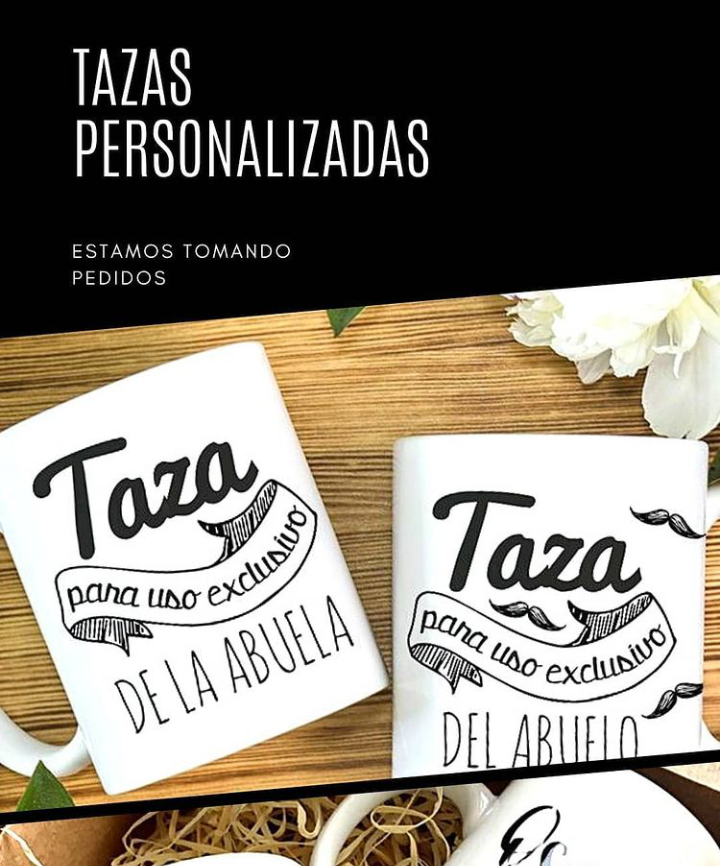 TAZAS
PERSONALIZADAS
ESTAMOS TOMANDO
PEDIDOS
Taza
para uso exclusivo
DE LA ABUELA
Taza
para uso exclusivo
DEL ABUELO